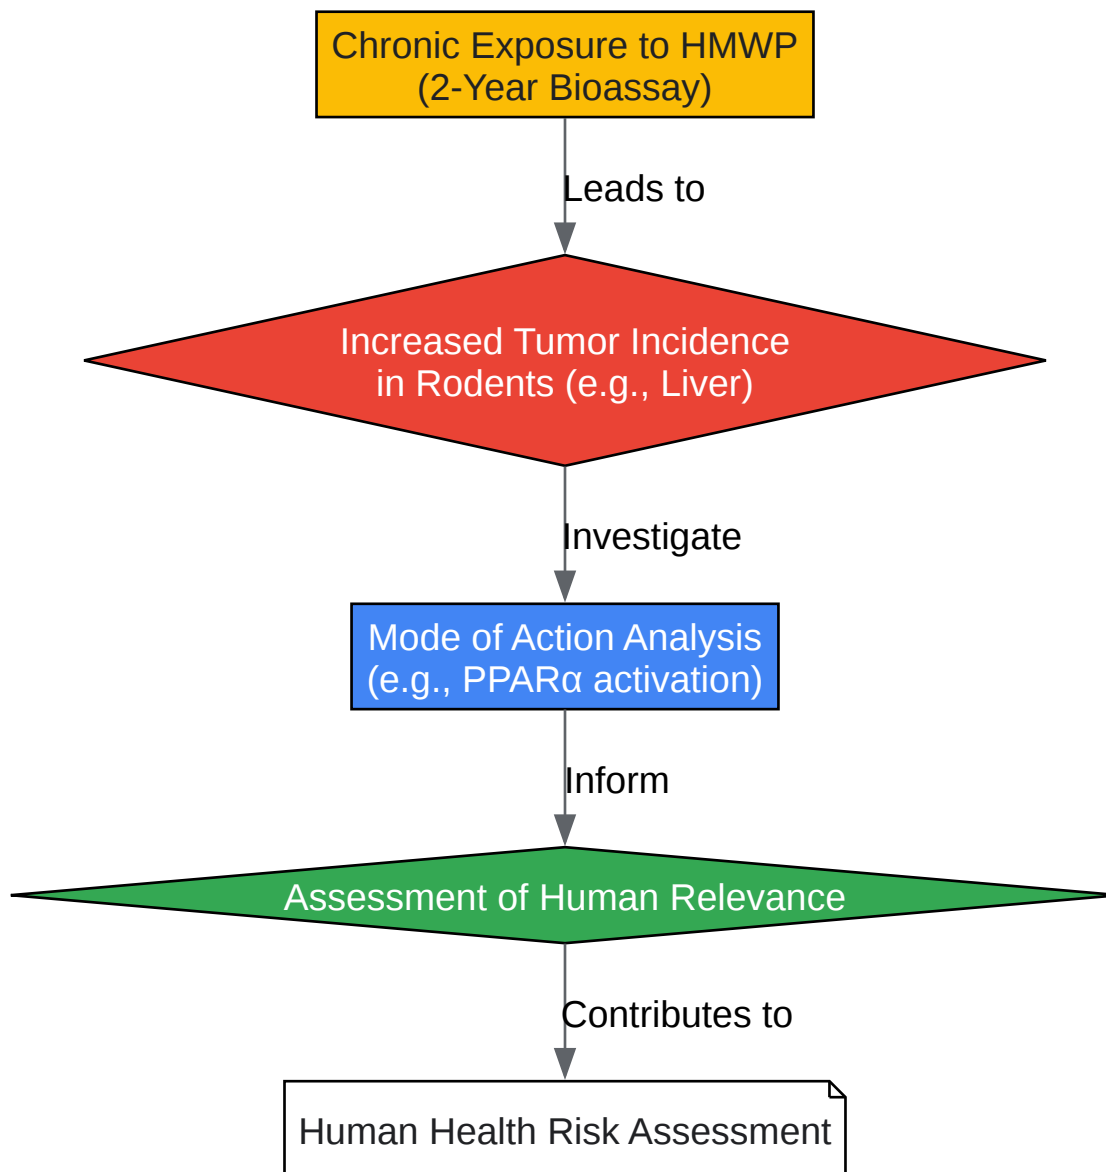 Chronic Exposure to HMWP
(2-Year Bioassay)
Leads to
Increased Tumor Incidence
in Rodents (e.g., Liver)
Investigate
Mode of Action Analysis
(e.g., PPARα activation)
Inform
Assessment of Human Relevance
Contributes to
Human Health Risk Assessment